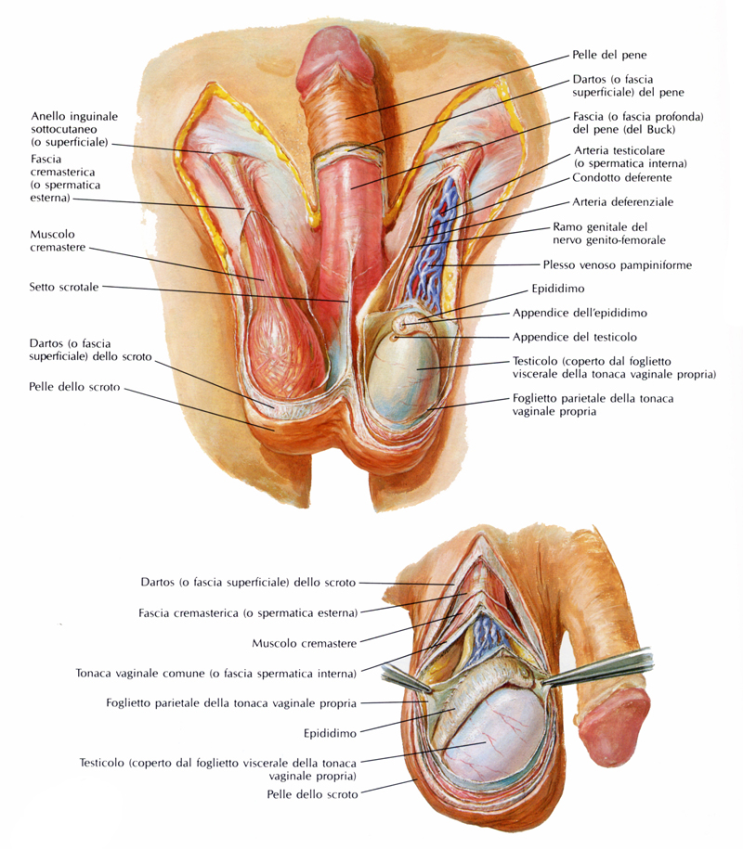 Pelle del pene
Dartos (o fascia
superficiale) del pene
Fascia (o fascia profonda)
del pene (del Buck)
Arteria testicolare
(o spermatica interna)
Condotto deferente
Arteria deferenziale
Ramo genitale del
nervo genito-femorale
Plesso venoso pampiniforme
Epididimo
Appendice dell'epididimo
Appendice del testicolo
Testicolo (coperto dal foglietto
viscerale della tonaca vaginale propria)
Foglietto parietale della tonaca
vaginale propria
Anello inguinale
sottocutaneo
(o superficiale)
Fascia
cremasterica
(o spermatica
esterna)
Muscolo
cremastere
Setto scrotale
Dartos (o fascia
superficiale) dello scroto
Pelle dello scroto
Dartos (o fascia superficiale) dello scroto
Fascia cremasterica (o spermatica esterna)
Muscolo cremastere
Tonaca vaginale comune (o fascia spermatica interna)
Foglietto parietale della tonaca vaginale propria
Epididimo
Testicolo (coperto dal foglietto viscerale della tonaca
vaginale propria)
Pelle dello scroto